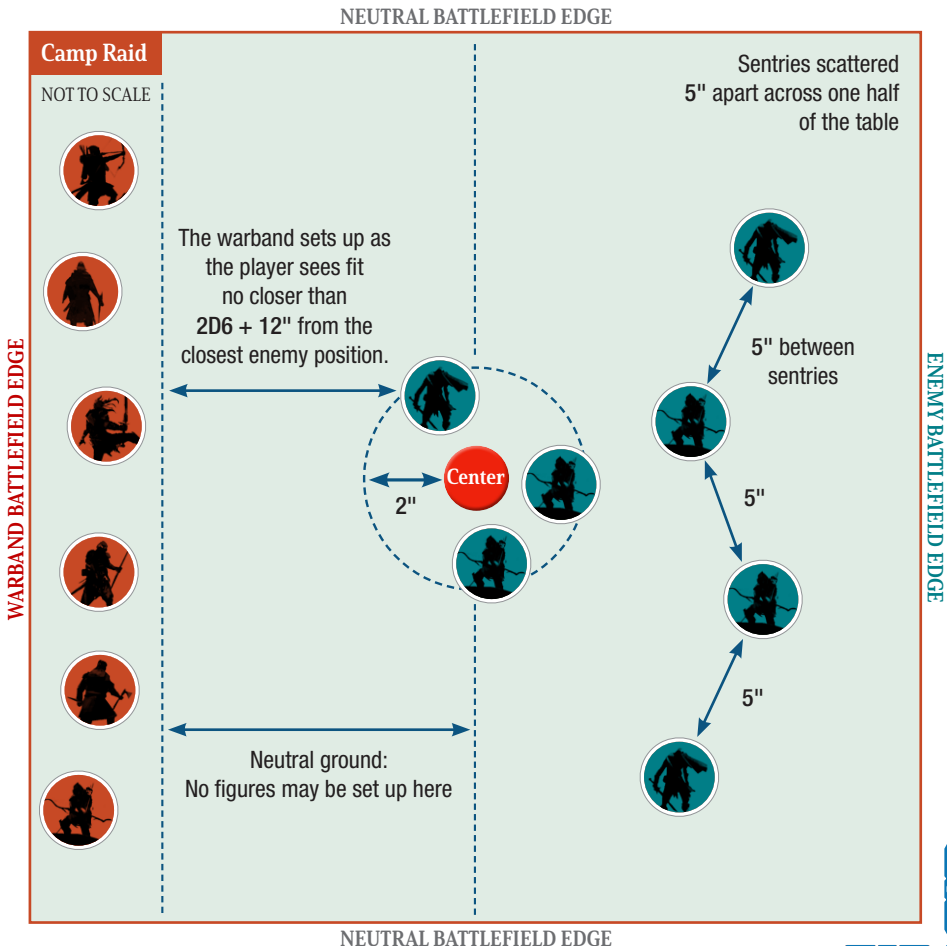 NEUTRAL BATTLEFIELD EDGE
Camp Raid
NOT TO SCALE
Sentries scattered
5" apart across one half
of the table
The warband sets up as
the player sees fit
no closer than
2D6 + 12" from the
closest enemy position.
5" between
sentries
WARBAND BATTLEFIELD EDGE
ENEMY BATTLEFIELD EDGE
Center
2"
5"
5"
Neutral ground:
No figures may be set up here
NEUTRAL BATTLEFIELD EDGE